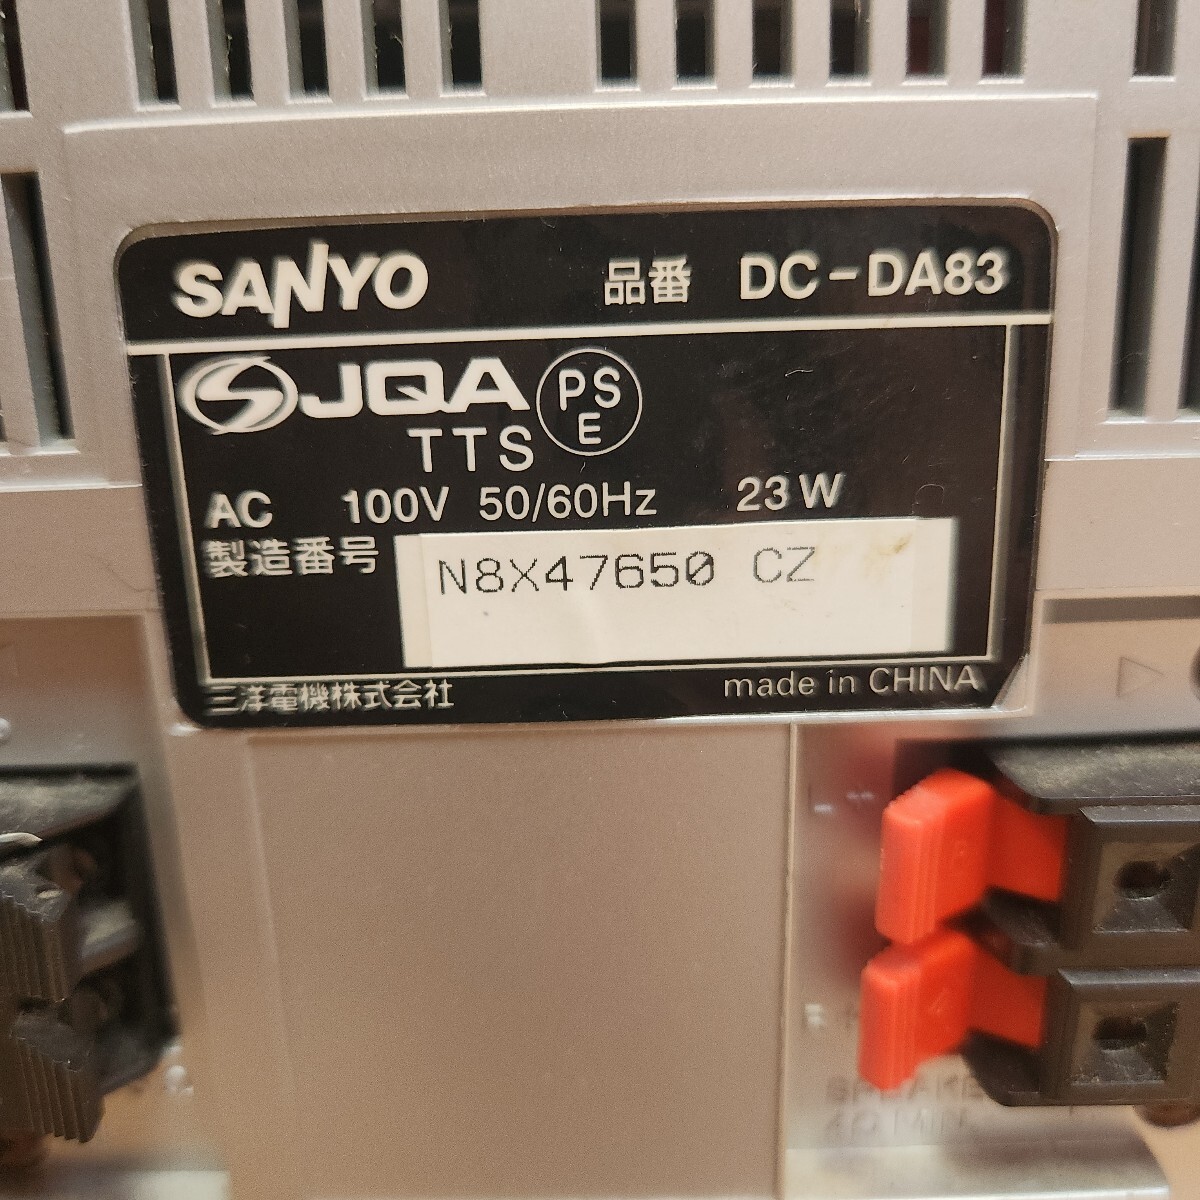 SANYO 品番 DC-DA83
JQA PSE
TTS
AC 100V 50/60Hz 23W
製造番号 N8X47650 CZ
三洋電機株式会社 made in CHINA